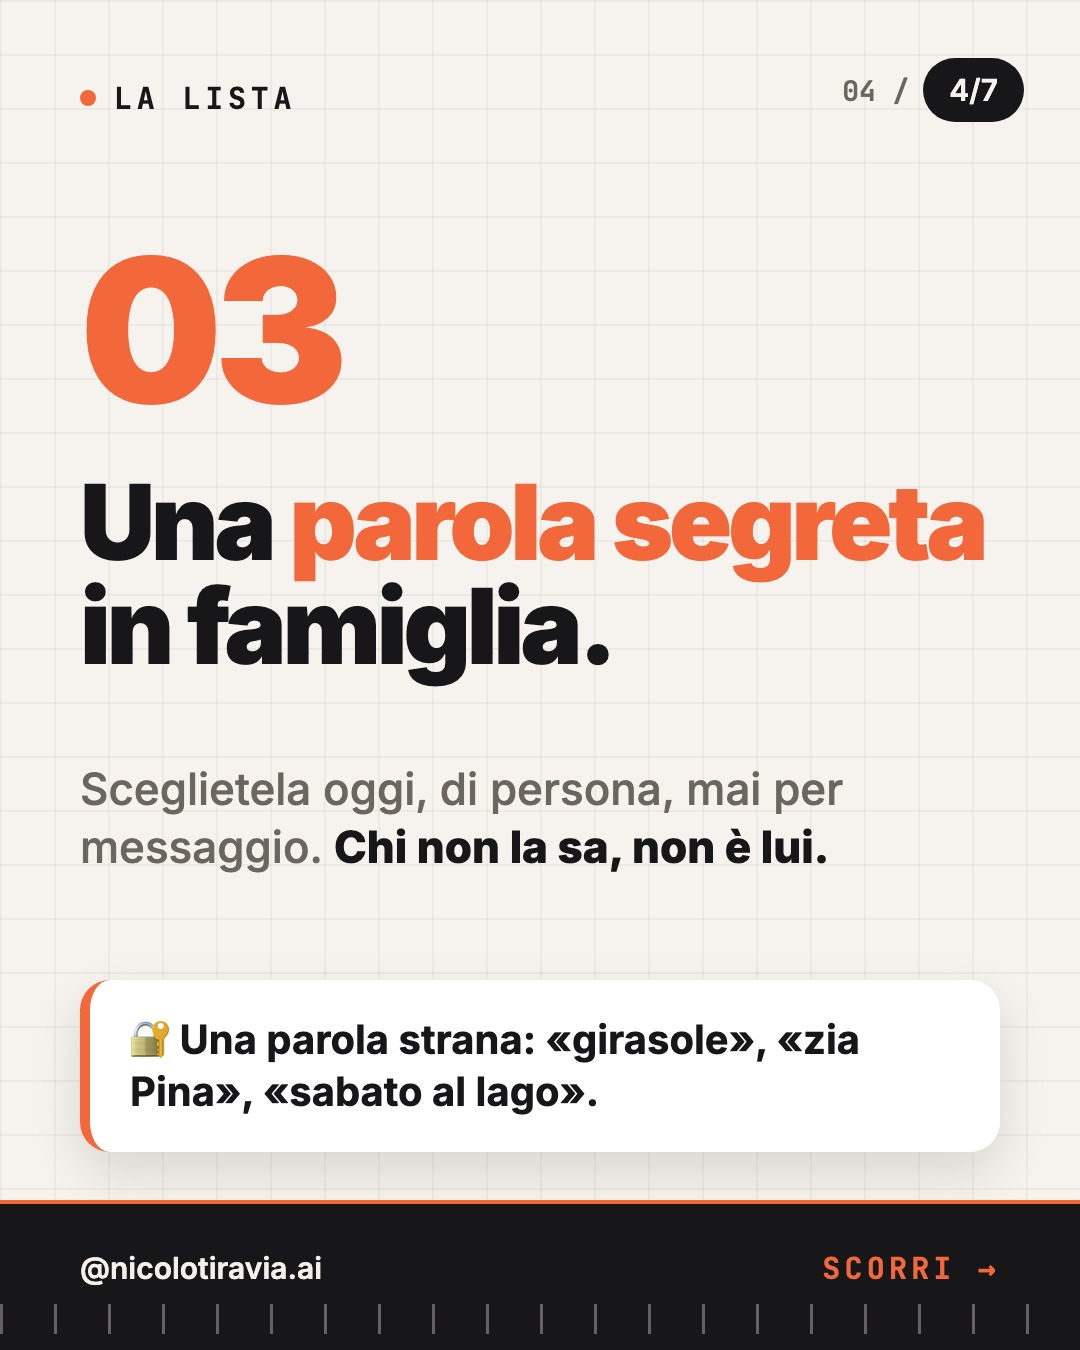 LA LISTA
04 / 4/7
03
Una parola segreta
in famiglia.
Sceglietela oggi, di persona, mai per
messaggio. Chi non la sa, non è lui.
🔐 Una parola strana: «girasole», «zia
Pina», «sabato al lago».
@nicolotiravia.ai
SCORRI →